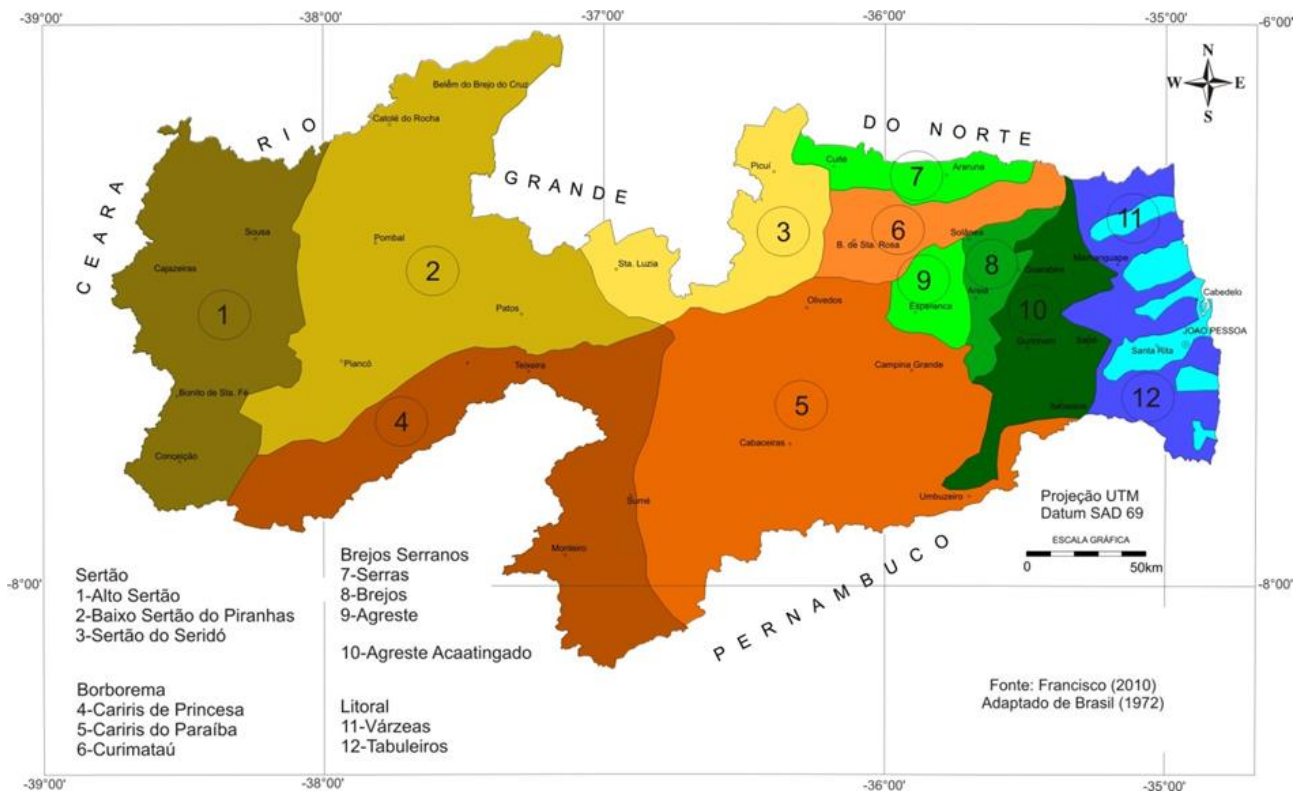 -39°00' -38°00' -37°00' -36°00' -35°00'
-6°00'
N
W E
S
RIO
GRANDE
DO NORTE
CEARA
PERNAMBUCO
Belém do Brejo do Cruz
Catolé do Rocha
Picuí
Cuité
Araruna
7
11
Sousa
Pombal
3
6
Solânea
B. de Sta. Rosa
Cajazeiras
2
Sta. Luzia
9
8
Guarabira
Mamanguape
Areia
Cabedelo
1
Patos
Olivedos
Esperanca
10
JOAO PESSOA
Gurinhem
Sapé
Santa Rita
Piancó
Teixeira
Campina Grande
Bonito de Sta. Fé
4
5
12
Itabaiana
Cabaceiras
Conceição
Sumé
Umbuzeiro
Monteiro
Projeção UTM
Datum SAD 69
ESCALA GRÁFICA
0 50km
-8°00' -8°00'
Sertão
1-Alto Sertão
2-Baixo Sertão do Piranhas
3-Sertão do Seridó
Borborema
4-Cariris de Princesa
5-Cariris do Paraíba
6-Curimataú
Brejos Serranos
7-Serras
8-Brejos
9-Agreste
10-Agreste Acaatingado
Litoral
11-Várzeas
12-Tabuleiros
Fonte: Francisco (2010)
Adaptado de Brasil (1972)
-39°00' -38°00' -36°00' -35°00'